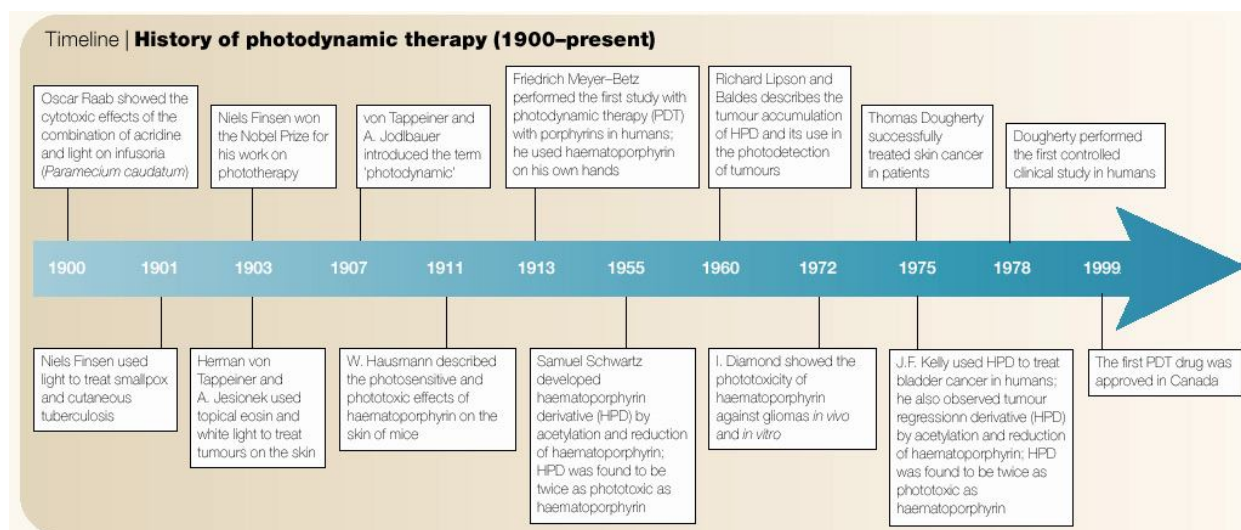 Timeline | History of photodynamic therapy (1900–present)
Oscar Raab showed the
cytotoxic effects of the
combination of acridine
and light on infusoria
(Paramecium caudatum)
Niels Finsen won
the Nobel Prize for
his work on
phototherapy
von Tappeiner and
A. Jodlbauer
introduced the term
'photodynamic'
Friedrich Meyer–Betz
performed the first study with
photodynamic therapy (PDT)
with porphyrins in humans;
he used haematoporphyrin
on his own hands
Richard Lipson and
Baldes describes the
tumour accumulation
of HPD and its use in
the photodetection
of tumours
Thomas Dougherty
successfully
treated skin cancer
in patients
Dougherty performed
the first controlled
clinical study in humans
1900 1901 1903 1907 1911 1913 1955 1960 1972 1975 1978 1999
Niels Finsen used
light to treat smallpox
and cutaneous
tuberculosis
Herman von
Tappeiner and
A. Jesionek used
topical eosin and
white light to treat
tumours on the skin
W. Hausmann described
the photosensitive and
phototoxic effects of
haematoporphyrin on the
skin of mice
Samuel Schwartz
developed
haematoporphyrin
derivative (HPD) by
acetylation and reduction
of haematoporphyrin;
HPD was found to be
twice as phototoxic as
haematoporphyrin
I. Diamond showed the
phototoxicity of
haematoporphyrin
against gliomas in vivo
and in vitro
J.F. Kelly used HPD to treat
bladder cancer in humans;
he also observed tumour
regressionn derivative (HPD)
by acetylation and reduction
of haematoporphyrin; HPD
was found to be twice as
phototoxic as
haematoporphyrin
The first PDT drug was
approved in Canada